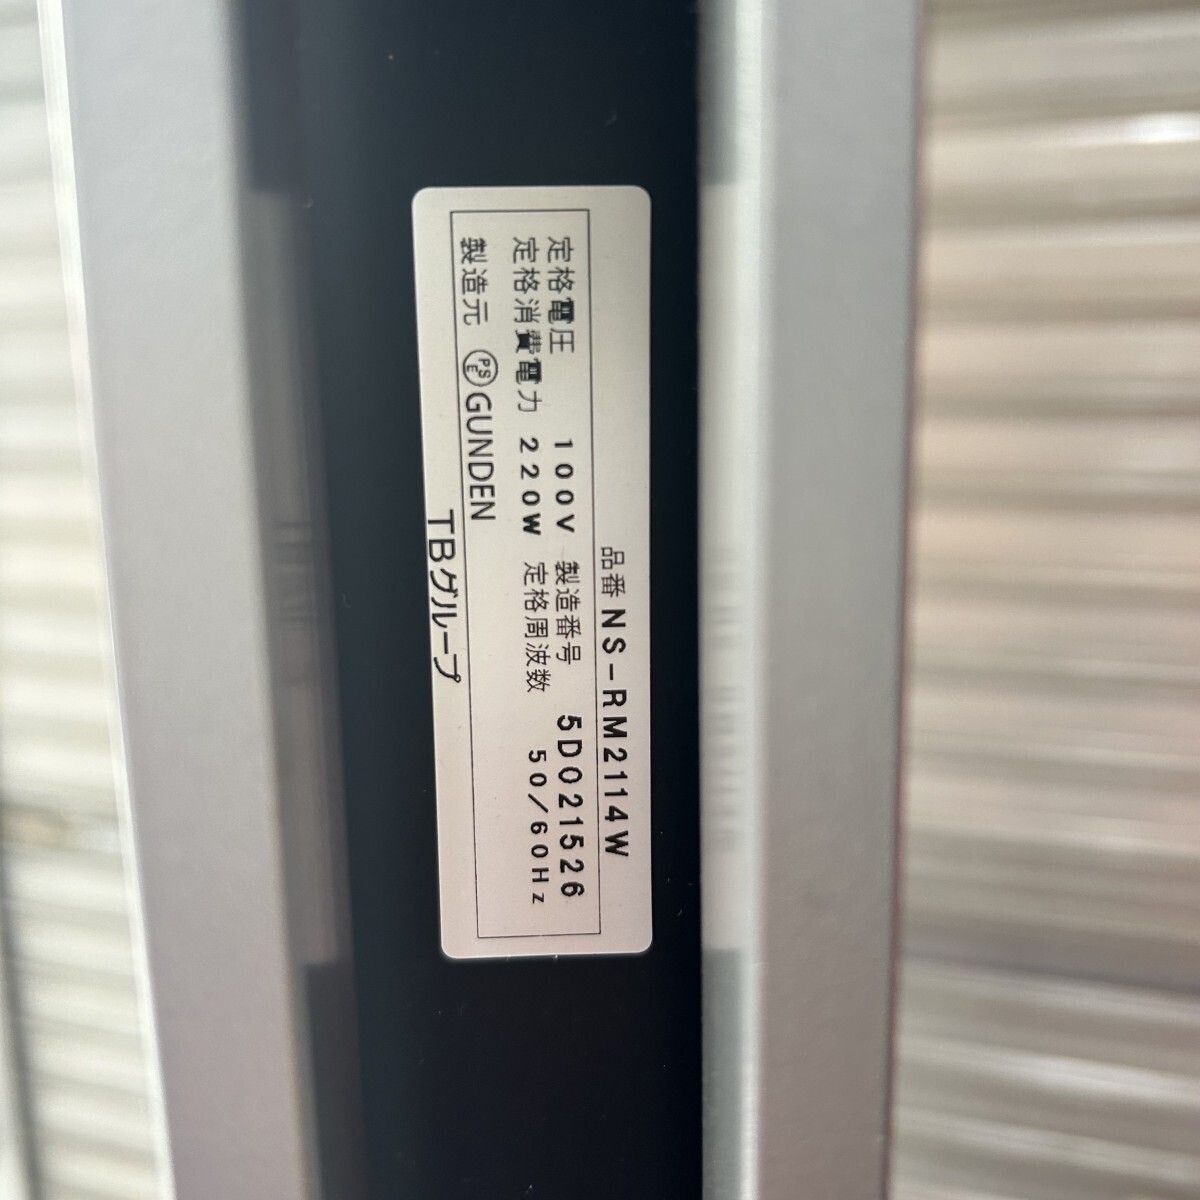 品番 NS-RM2114W
定格電圧 100V 製造番号 5D021526
定格消費電力 220W 定格周波数 50/60Hz
製造元 PSE GUNDEN
TBグループ